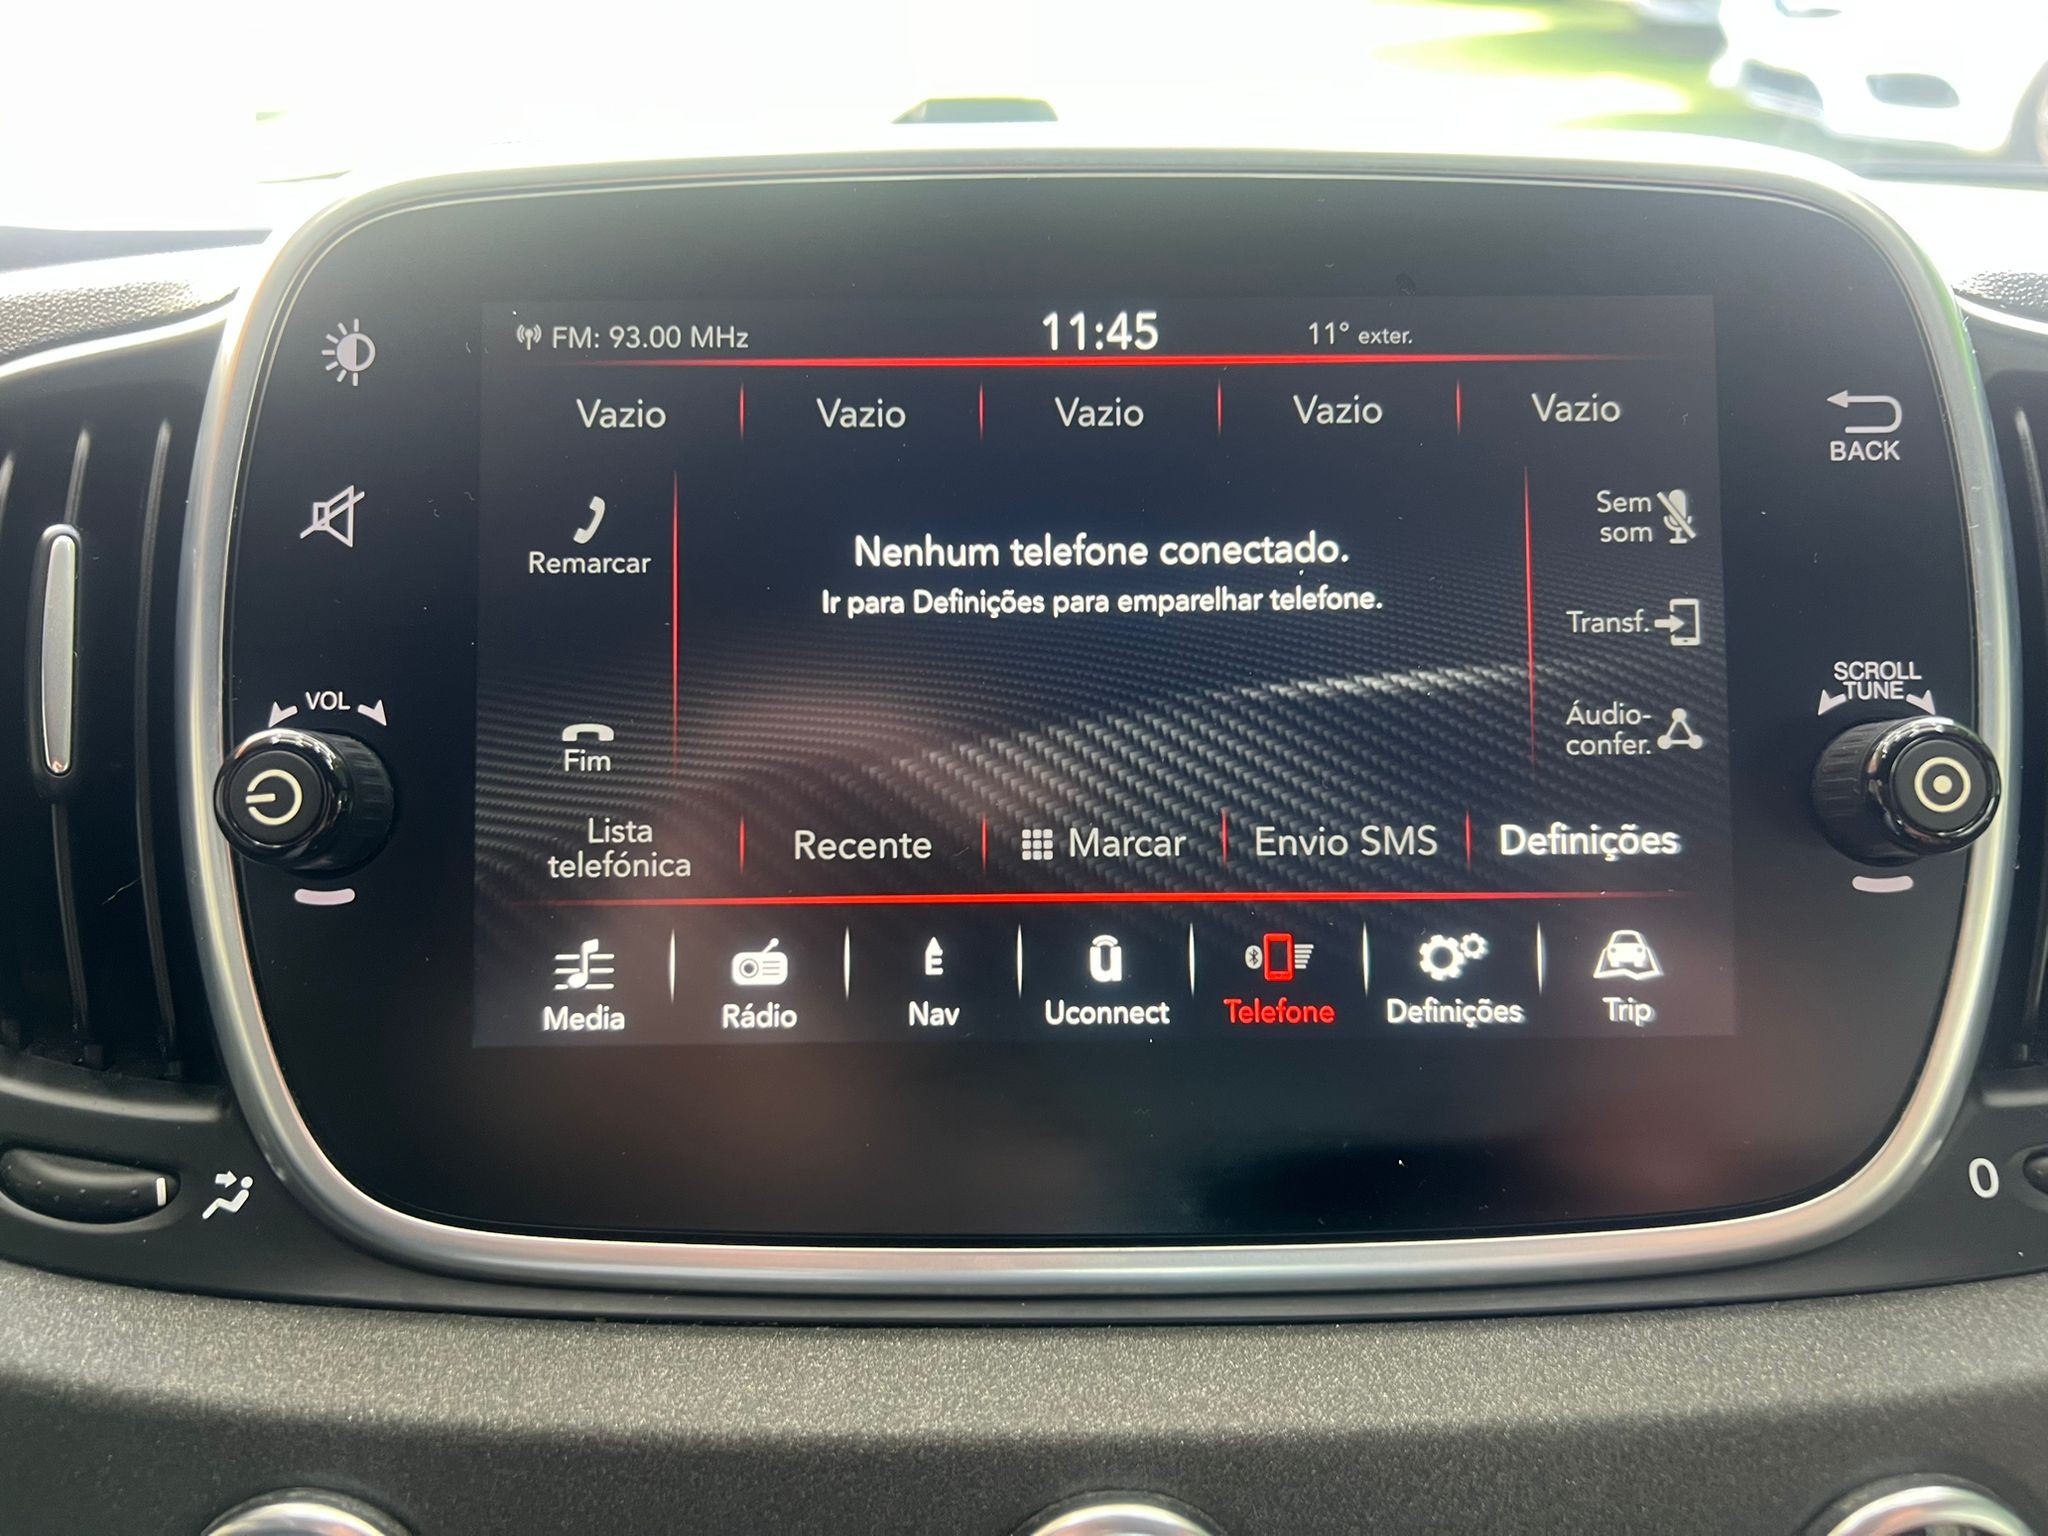 FM: 93.00 MHz 11:45 11° exter.
Vazio Vazio Vazio Vazio Vazio
BACK
Remarcar
Nenhum telefone conectado.
Ir para Definições para emparelhar telefone.
Sem
som
Transf.
Áudio-
confer.
Fim
VOL
SCROLL
TUNE
Lista
telefónica
Recente
Marcar
Envio SMS
Definições
Media
Rádio
E
Nav
u
Uconnect
Telefone
Definições
Trip
0